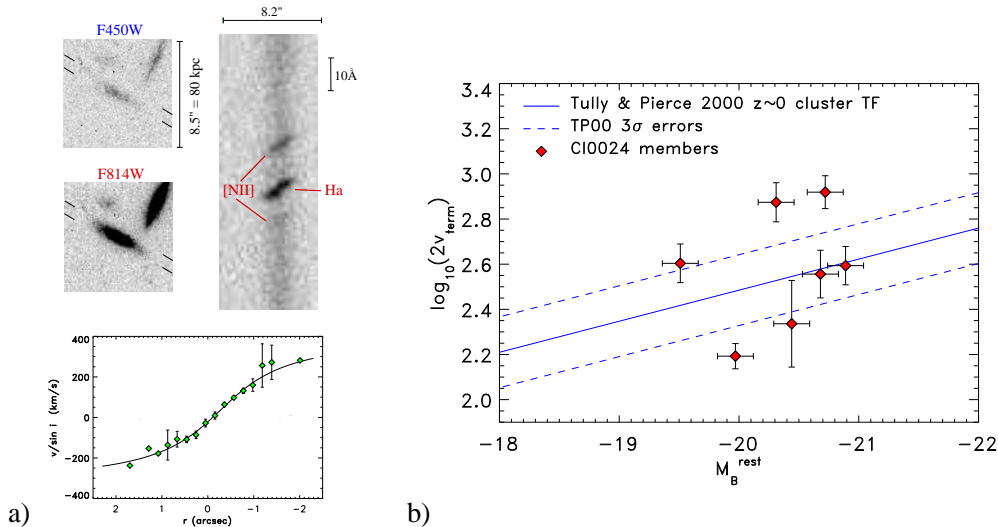 8.2"
F450W
8.5" = 80 kpc
10Å
F814W
[NII]
Ha
400
200
0
-200
-400
v/sin i (km/s)
2 1 0 -1 -2
r (arcsec)
a)
3.4
3.2
3.0
2.8
2.6
2.4
2.2
2.0
log10(2vterm)
Tully & Pierce 2000 z~0 cluster TF
TP00 3σ errors
Cl0024 members
-18 -19 -20 -21 -22
MBrest
b)